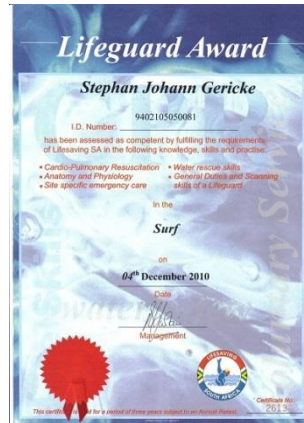 Lifeguard Award
Stephan Johann Gericke
9402105050081
I.D. Number:
has been assessed as competent by fulfilling the requirements
of Lifesaving SA in the following knowledge, skills and practise:
• Cardio-Pulmonary Resuscitation • Water rescue skills
• Anatomy and Physiology • General Duties and Scanning
• Site specific emergency care skills of a Lifeguard
In the
Surf
on
04th December 2010
Date
Management
LIFESAVING
SOUTH AFRICA
Certificate No:
2613
This certificate is valid for a period of three years subject to an Annual Retest.